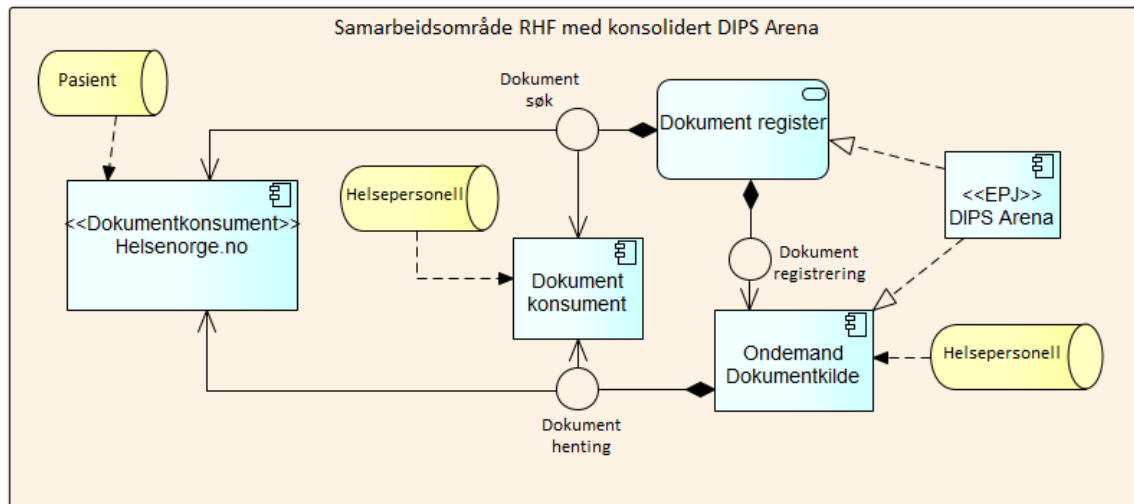 Samarbeidsområde RHF med konsolidert DIPS Arena
Pasient
Dokument
søk
Dokument register
Helsepersonell
<<EPJ>>
DIPS Arena
<<Dokumentkonsument>>
Helsenorge.no
Dokument
registrering
Dokument
konsument
Ondemand
Dokumentkilde
Helsepersonell
Dokument
henting